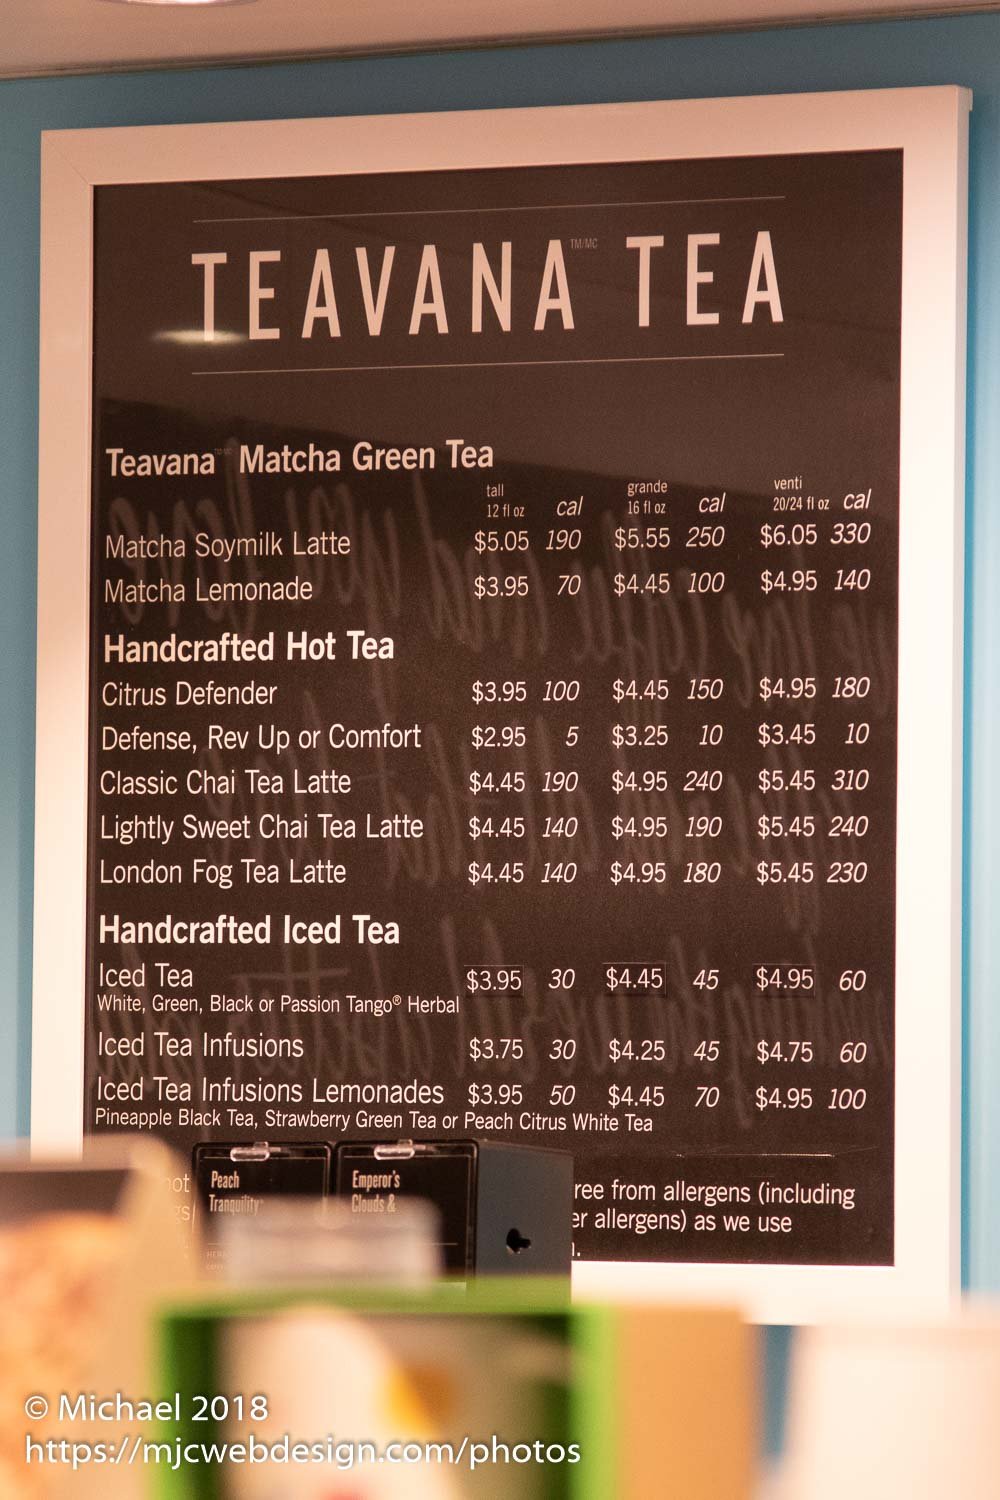 TEAVANA™/MC TEA
Teavana™/MC Matcha Green Tea
tall grande venti
12 fl oz cal 16 fl oz cal 20/24 fl oz cal
Matcha Soymilk Latte $5.05 190 $5.55 250 $6.05 330
Matcha Lemonade $3.95 70 $4.45 100 $4.95 140
Handcrafted Hot Tea
Citrus Defender $3.95 100 $4.45 150 $4.95 180
Defense, Rev Up or Comfort $2.95 5 $3.25 10 $3.45 10
Classic Chai Tea Latte $4.45 190 $4.95 240 $5.45 310
Lightly Sweet Chai Tea Latte $4.45 140 $4.95 190 $5.45 240
London Fog Tea Latte $4.45 140 $4.95 180 $5.45 230
Handcrafted Iced Tea
Iced Tea $3.95 30 $4.45 45 $4.95 60
White, Green, Black or Passion Tango® Herbal
Iced Tea Infusions $3.75 30 $4.25 45 $4.75 60
Iced Tea Infusions Lemonades $3.95 50 $4.45 70 $4.95 100
Pineapple Black Tea, Strawberry Green Tea or Peach Citrus White Tea
ree from allergens (including
er allergens) as we use
Peach
Tranquility
Emperor's
Clouds &
© Michael 2018
https://mjcwebdesign.com/photos